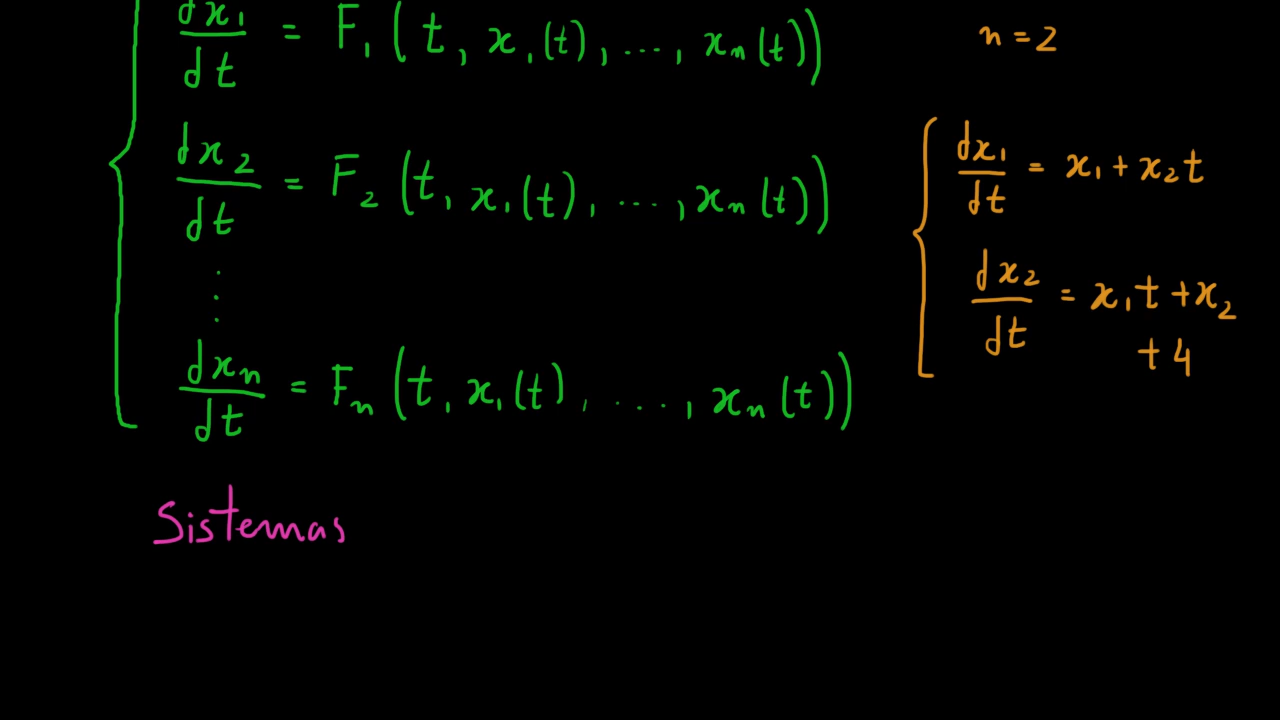 dx₁/dt = F₁(t, x₁(t), ..., xₙ(t))
dx₂/dt = F₂(t, x₁(t), ..., xₙ(t))
⋮
dxₙ/dt = Fₙ(t, x₁(t), ..., xₙ(t))
Sistemas
n = 2
dx₁/dt = x₁ + x₂t
dx₂/dt = x₁t + x₂
+ 4